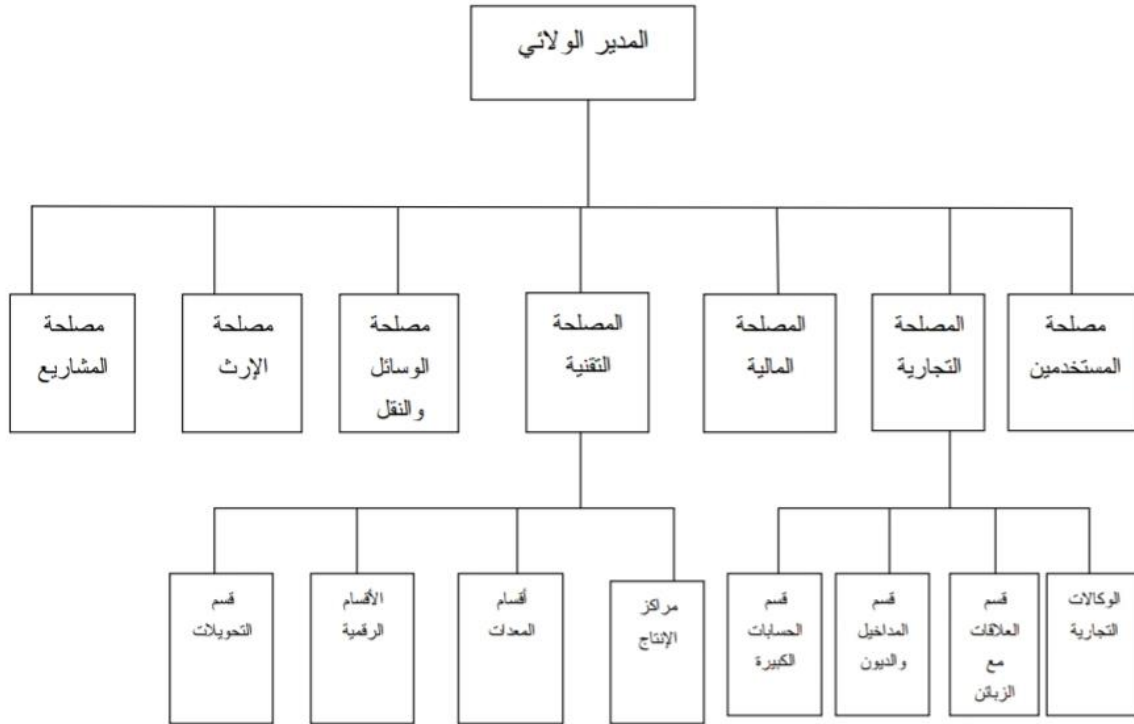 المدير الولائي
مصلحة
المستخدمين
المصلحة
التجارية
المصلحة
المالية
المصلحة
التقنية
مصلحة
الوسائل
والنقل
مصلحة
الإرث
مصلحة
المشاريع
الوكالات
التجارية
قسم
العلاقات
مع
الزبائن
قسم
المداخيل
والديون
قسم
الحسابات
الكبيرة
مراكز
الإنتاج
أقسام
المعدات
الأقسام
الرقمية
قسم
التحويلات